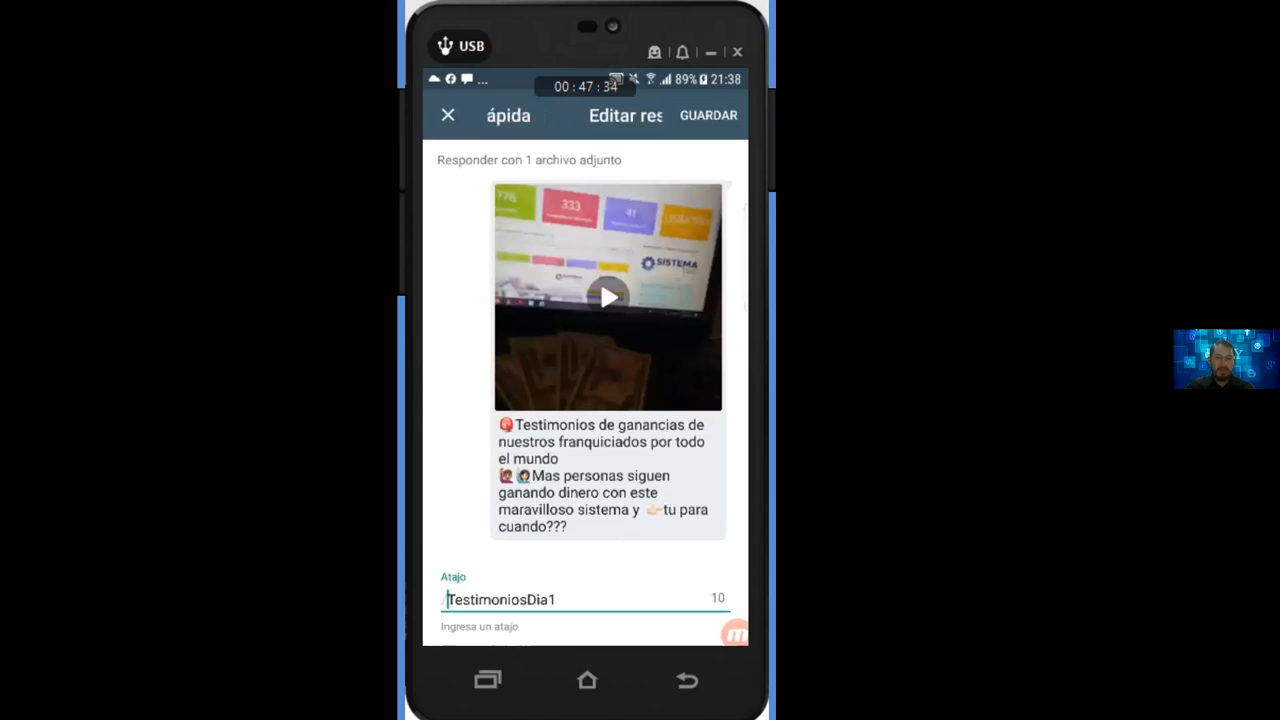 USB
... 89% 21:38
00:47:34
ápida Editar res GUARDAR
Responder con 1 archivo adjunto
776 333 41
SISTEMA
Testimonios de ganancias de
nuestros franquiciados por todo
el mundo
Mas personas siguen
ganando dinero con este
maravilloso sistema y 👉🏻tu para
cuando???
Atajo
/TestimoniosDia1 10
Ingresa un atajo